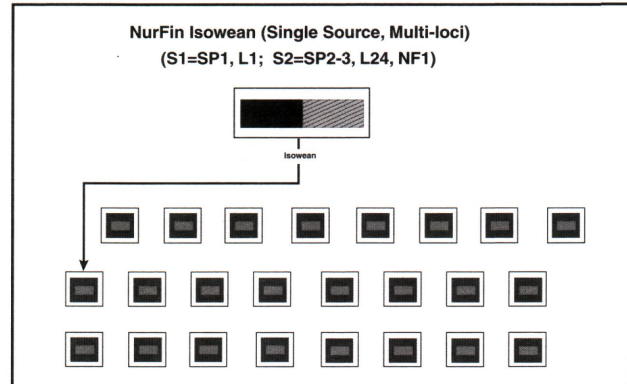 NurFin Isowean (Single Source, Multi-loci)
(S1=SP1, L1; S2=SP2-3, L24, NF1)
Isowean